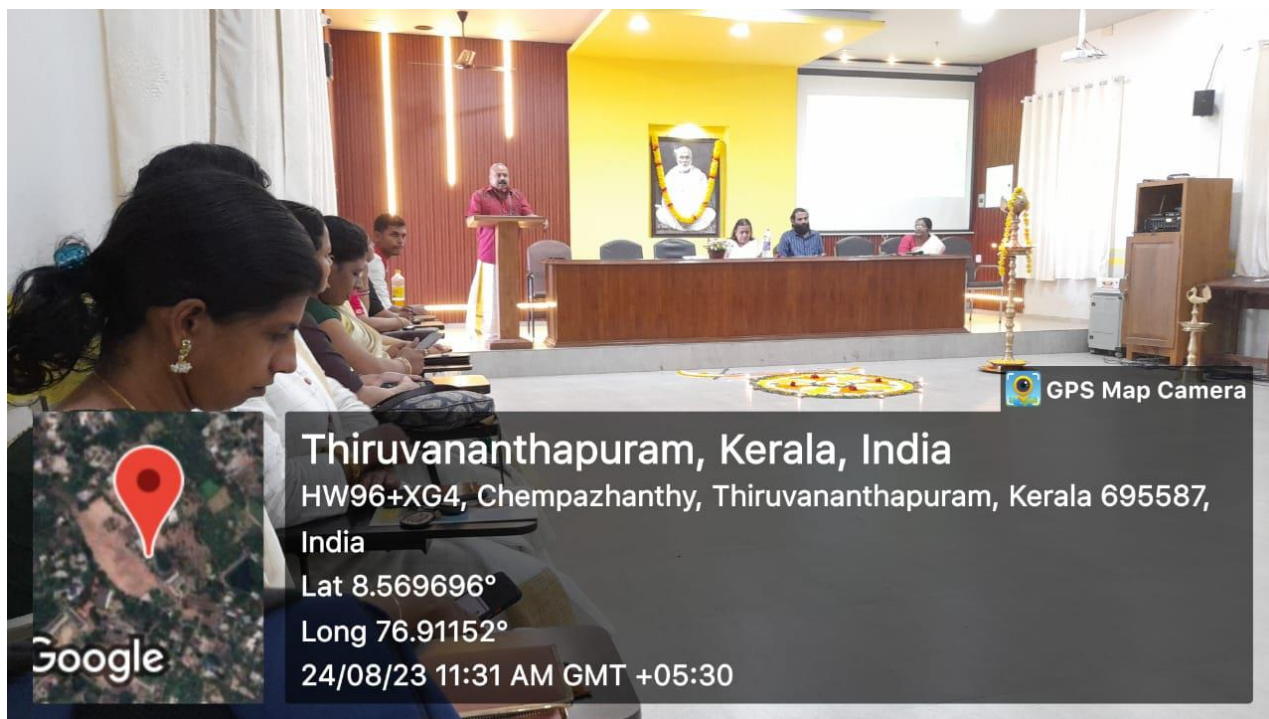 GPS Map Camera
Thiruvananthapuram, Kerala, India
HW96+XG4, Chempazhanthy, Thiruvananthapuram, Kerala 695587,
India
Lat 8.569696°
Long 76.91152°
24/08/23 11:31 AM GMT +05:30
Google